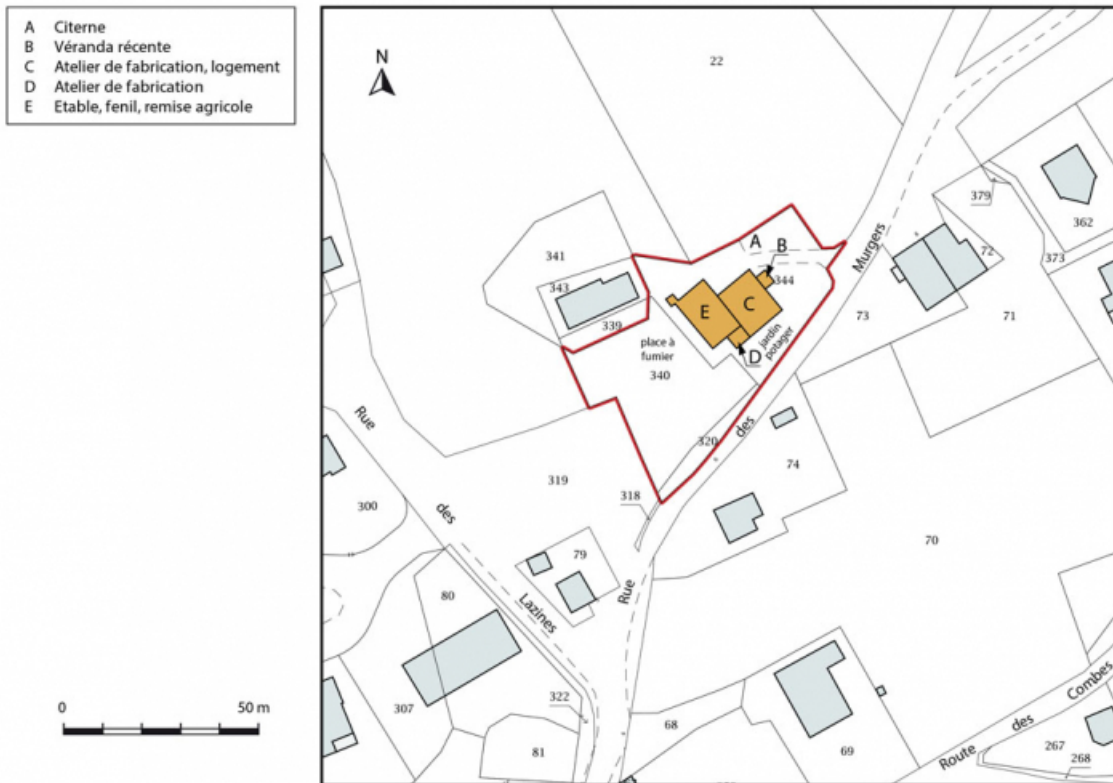 A Citerne
B Véranda récente
C Atelier de fabrication, logement
D Atelier de fabrication
E Etable, fenil, remise agricole
N
22
379
362
341
A
B
Murgers
72
373
343
344
E
C
339
73
71
place à
fumier
jardin
potager
D
340
Rue
320
des
74
319
318
300
des
70
79
80
Lazines
Rue
0 50 m
322
307
81
68
69
Route
des
Combes
267
268